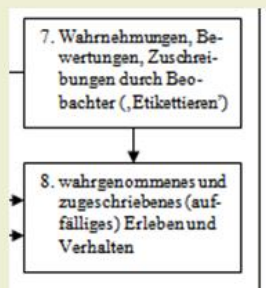 7. Wahrnehmungen, Be-
wertungen, Zuschrei-
bungen durch Beo-
bachter (‚Etikettieren’)
8. wahrgenommenes und
zugeschriebenes (auf-
fälliges) Erleben und
Verhalten